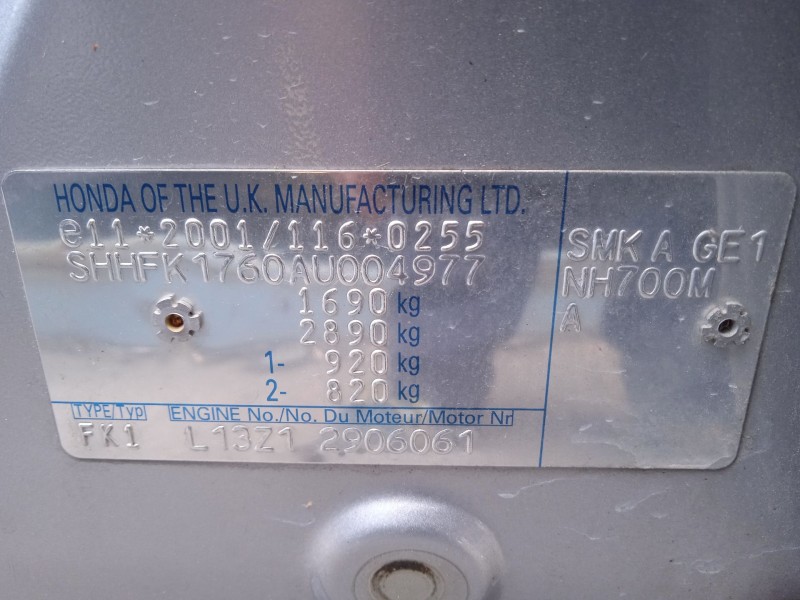 HONDA OF THE U.K. MANUFACTURING LTD.
e11*2001/116*0255
SHHFK1760AU004977
1690 kg
2890 kg
1- 920 kg
2- 820 kg
TYPE/Typ ENGINE No./No. Du Moteur/Motor Nr
FK1 L13Z1 2906061
SMK A GE1
NH700M
A